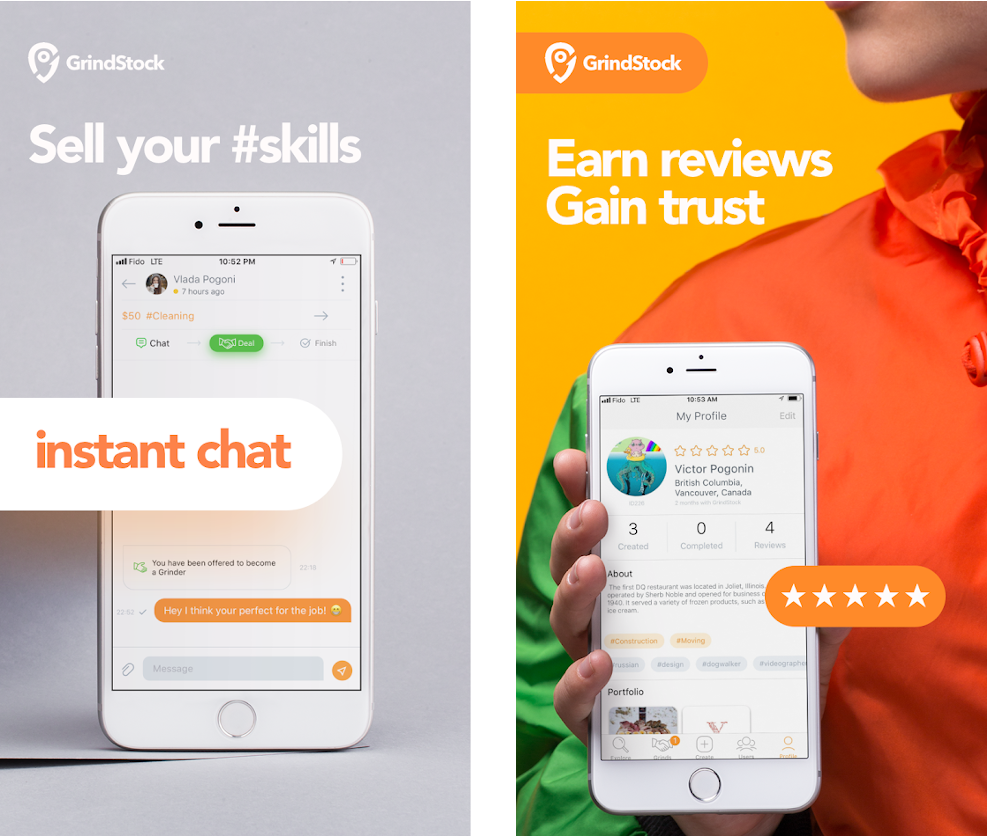 GrindStock
Sell your #skills
Fido LTE
10:52 PM
Vlada Pogoni
7 hours ago
$50 #Cleaning
Chat
Deal
Finish
instant chat
You have been offered to become
a Grinder
22:18
22:52
Hey I think your perfect for the job! 😂
Message
GrindStock
Earn reviews
Gain trust
Fido LTE
10:53 AM
My Profile
Edit
5.0
Victor Pogonin
British Columbia,
Vancouver, Canada
2 months with GrindStock
3
0
4
Created
Completed
Reviews
About
The first DQ restaurant was located in Joliet, Illinois.
operated by Sherb Noble and opened for business
1940. It served a variety of frozen products, such as
ice cream.
#Construction
#Moving
russian
#design
#dogwalker
#videographe
Portfolio
V
1
Explore
Grinds
Create
Users
Profile